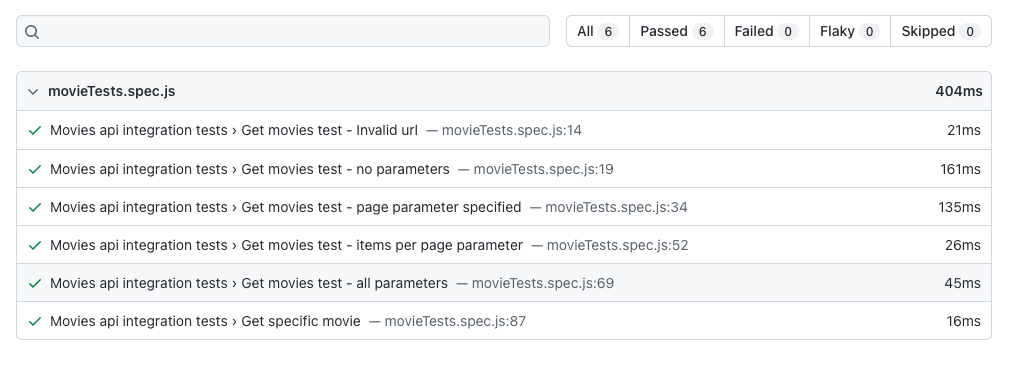 All 6 Passed 6 Failed 0 Flaky 0 Skipped 0
movieTests.spec.js 404ms
Movies api integration tests › Get movies test - Invalid url — movieTests.spec.js:14 21ms
Movies api integration tests › Get movies test - no parameters — movieTests.spec.js:19 161ms
Movies api integration tests › Get movies test - page parameter specified — movieTests.spec.js:34 135ms
Movies api integration tests › Get movies test - items per page parameter — movieTests.spec.js:52 26ms
Movies api integration tests › Get movies test - all parameters — movieTests.spec.js:69 45ms
Movies api integration tests › Get specific movie — movieTests.spec.js:87 16ms